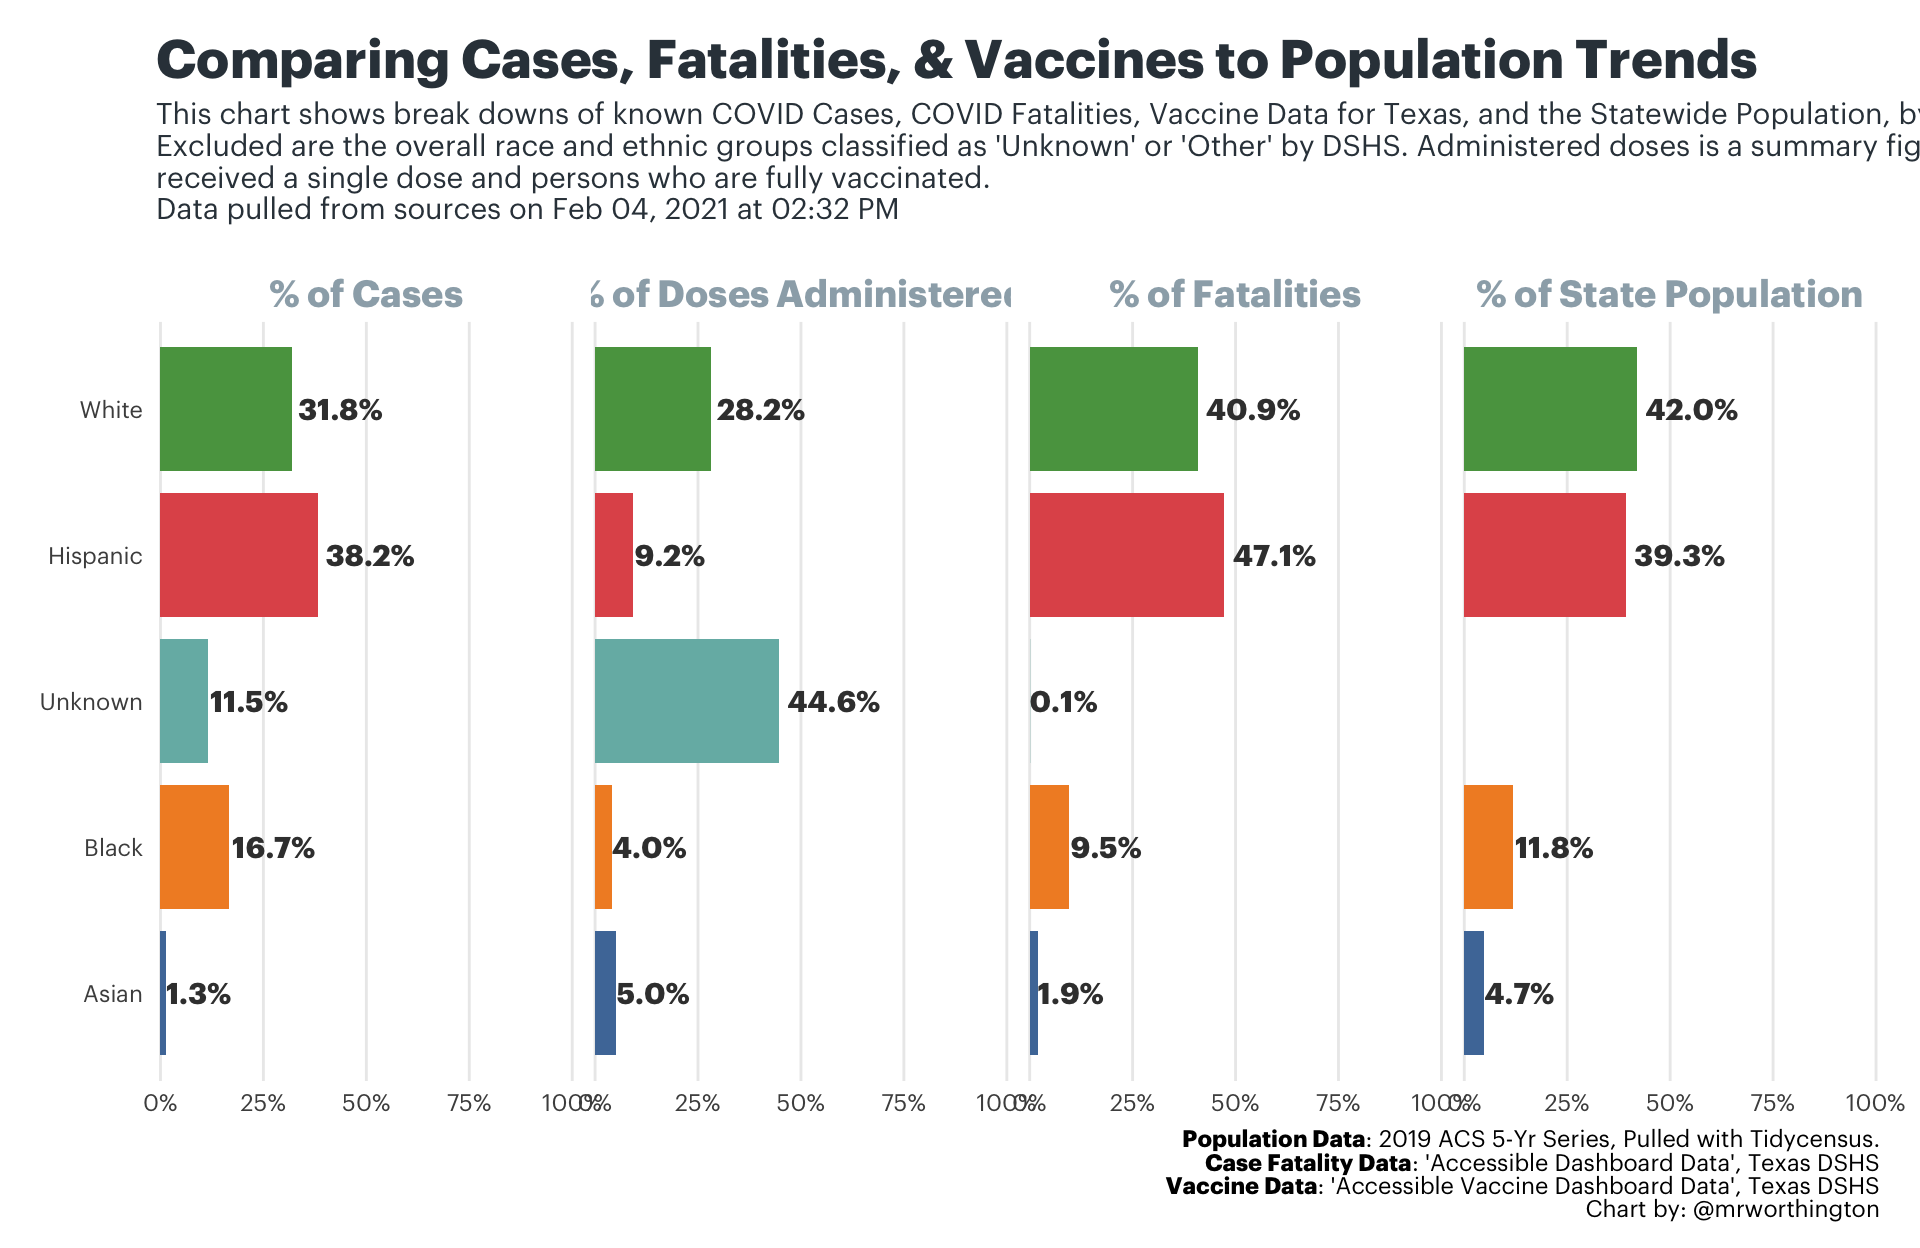 Comparing Cases, Fatalities, & Vaccines to Population Trends
This chart shows break downs of known COVID Cases, COVID Fatalities, Vaccine Data for Texas, and the Statewide Population, by
Excluded are the overall race and ethnic groups classified as 'Unknown' or 'Other' by DSHS. Administered doses is a summary fig
received a single dose and persons who are fully vaccinated.
Data pulled from sources on Feb 04, 2021 at 02:32 PM
% of Cases % of Doses Administered % of Fatalities % of State Population
White 31.8% 28.2% 40.9% 42.0%
Hispanic 38.2% 9.2% 47.1% 39.3%
Unknown 11.5% 44.6% 0.1%
Black 16.7% 4.0% 9.5% 11.8%
Asian 1.3% 5.0% 1.9% 4.7%
0% 25% 50% 75% 100% 0% 25% 50% 75% 100% 0% 25% 50% 75% 100% 0% 25% 50% 75% 100%
Population Data: 2019 ACS 5-Yr Series, Pulled with Tidycensus.
Case Fatality Data: 'Accessible Dashboard Data', Texas DSHS
Vaccine Data: 'Accessible Vaccine Dashboard Data', Texas DSHS
Chart by: @mrworthington